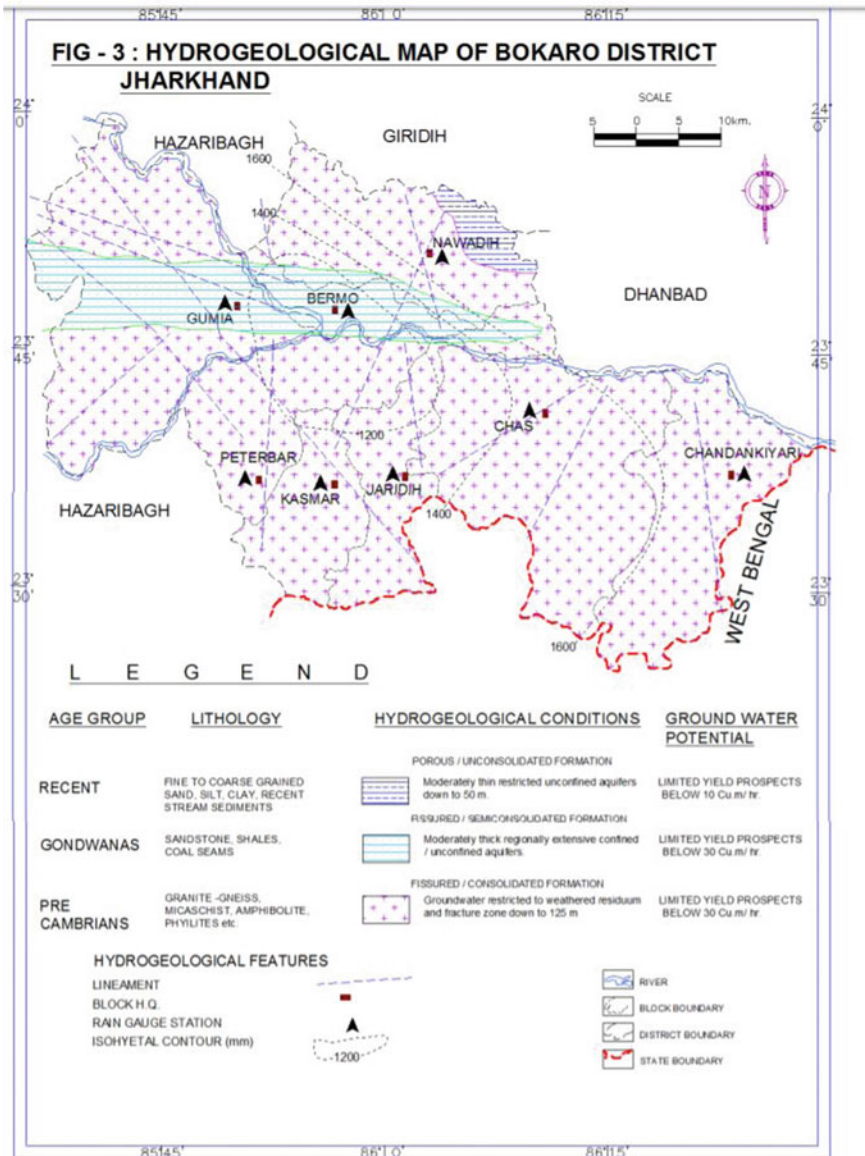 85°45'
86°1 0'
86°115'
FIG - 3 : HYDROGEOLOGICAL MAP OF BOKARO DISTRICT
JHARKHAND
24°
0'
24°
0'
SCALE
5 0 5 10km.
HAZARIBAGH
GIRIDIH
1600
1400
N
NAWADIH
DHANBAD
BERMO
GUMIA
23°
45'
23°
45'
CHAS
1200
CHANDANKIYARI
PETERBAR
KASMAR
JARIDIH
HAZARIBAGH
1400
WEST BENGAL
23°
30'
23°
30'
1600
L E G E N D
AGE GROUP
LITHOLOGY
HYDROGEOLOGICAL CONDITIONS
GROUND WATER
POTENTIAL
POROUS / UNCONSOLIDATED FORMATION
RECENT
FINE TO COARSE GRAINED
SAND, SILT, CLAY, RECENT
STREAM SEDIMENTS
Moderately thin restricted unconfined aquifers
down to 50 m.
LIMITED YIELD PROSPECTS
BELOW 10 Cu.m/ hr.
FISSURED / SEMICONSOLIDATED FORMATION
GONDWANAS
SANDSTONE, SHALES,
COAL SEAMS
Moderately thick regionally extensive confined
/ unconfined aquifers.
LIMITED YIELD PROSPECTS
BELOW 30 Cu.m/ hr.
FISSURED / CONSOLIDATED FORMATION
PRE
CAMBRIANS
GRANITE -GNEISS,
MICASCHIST, AMPHIBOLITE,
PHYILITES etc.
Groundwater restricted to weathered residuum
and fracture zone down to 125 m
LIMITED YIELD PROSPECTS
BELOW 30 Cu.m/ hr.
HYDROGEOLOGICAL FEATURES
LINEAMENT
BLOCK H.Q.
RAIN GAUGE STATION
ISOHYETAL CONTOUR (mm)
1200
RIVER
BLOCK BOUNDARY
DISTRICT BOUNDARY
STATE BOUNDARY
85°45'
86°1 0'
86°115'